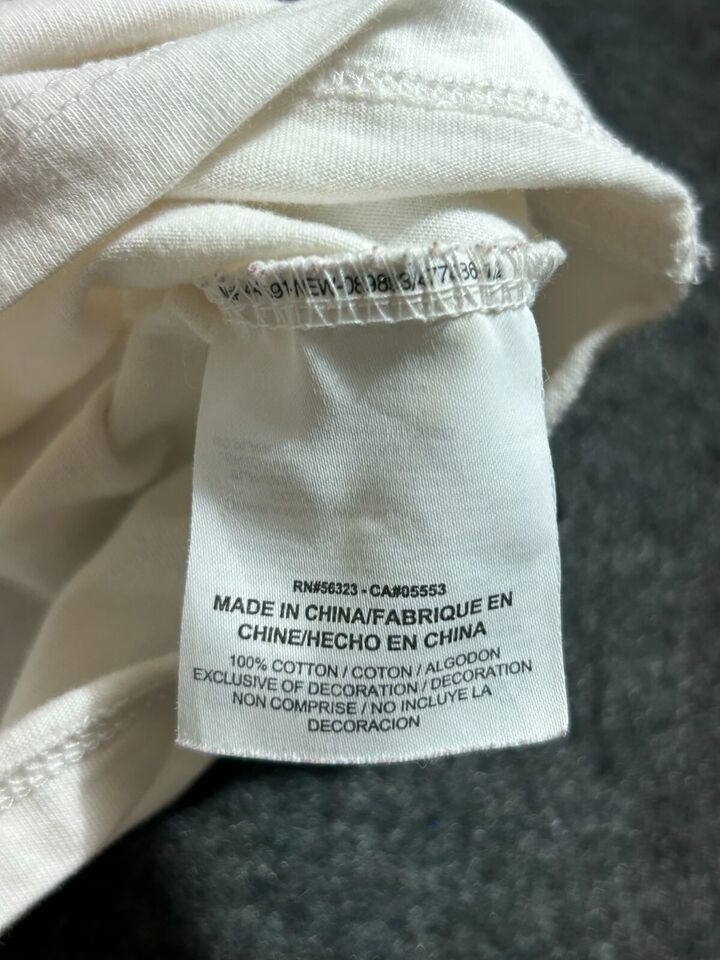 RN#56323 - CA#05553
MADE IN CHINA/FABRIQUE EN
CHINE/HECHO EN CHINA
100% COTTON / COTON / ALGODON
EXCLUSIVE OF DECORATION / DECORATION
NON COMPRISE / NO INCLUYE LA
DECORACION